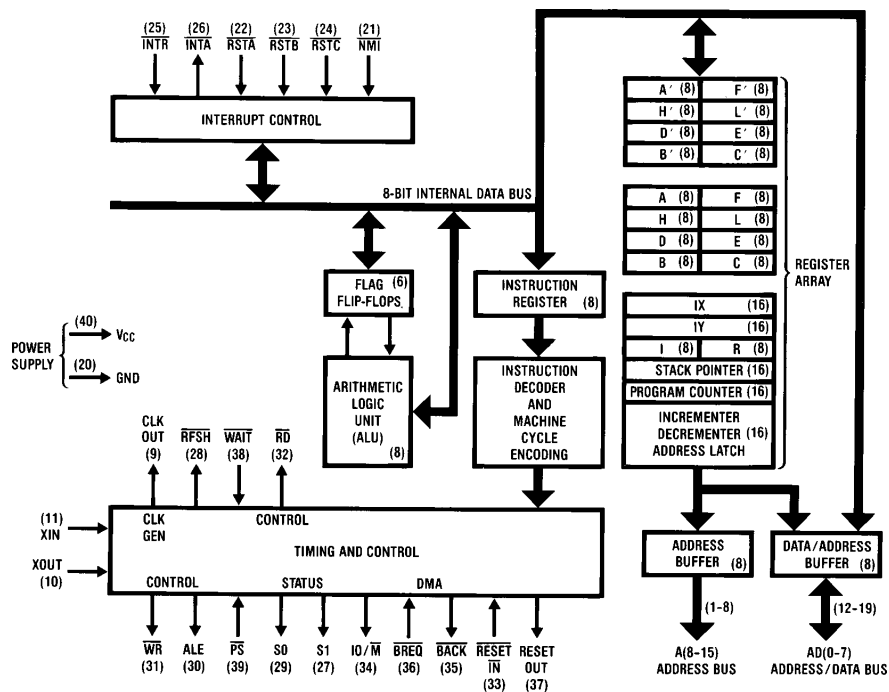 (25) (26) (22) (23) (24) (21)
INTR INTA RSTA RSTB RSTC NMI
INTERRUPT CONTROL
8-BIT INTERNAL DATA BUS
A′ (8) F′ (8)
H′ (8) L′ (8)
D′ (8) E′ (8)
B′ (8) C′ (8)
A (8) F (8)
H (8) L (8)
D (8) E (8)
B (8) C (8)
IX (16)
IY (16)
I (8) R (8)
STACK POINTER (16)
PROGRAM COUNTER (16)
INCREMENTER
DECREMENTER (16)
ADDRESS LATCH
REGISTER
ARRAY
FLAG (6)
FLIP-FLOPS.
INSTRUCTION
REGISTER (8)
ARITHMETIC
LOGIC
UNIT
(ALU) (8)
INSTRUCTION
DECODER
AND
MACHINE
CYCLE
ENCODING
POWER
SUPPLY
(40)
VCC
(20)
GND
CLK
OUT RFSH WAIT RD
(9) (28) (38) (32)
(11)
XIN
XOUT
(10)
CLK
GEN
CONTROL
TIMING AND CONTROL
CONTROL STATUS DMA
WR ALE PS S0 S1 IO/M BREQ BACK RESET RESET
IN OUT
(31) (30) (39) (29) (27) (34) (36) (35) (33) (37)
ADDRESS
BUFFER (8)
DATA/ADDRESS
BUFFER (8)
(1-8)
(12-19)
A(8-15)
ADDRESS BUS
AD(0-7)
ADDRESS/DATA BUS